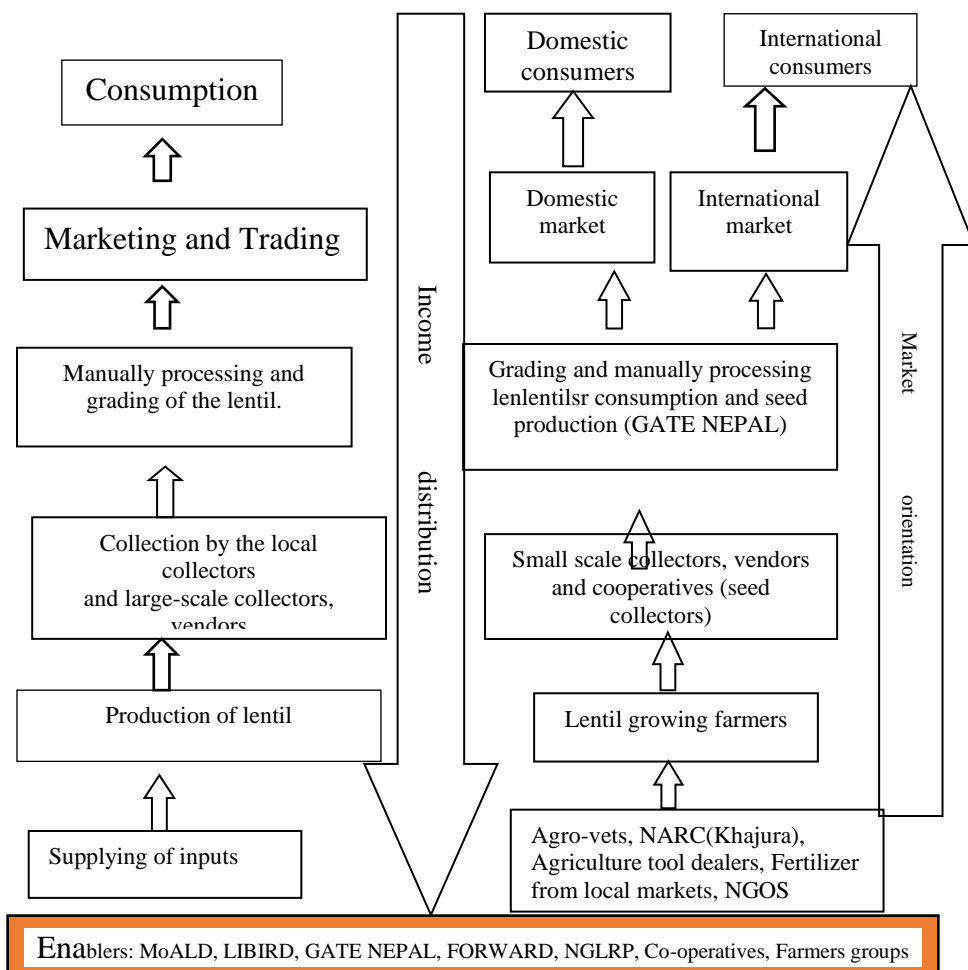 Consumption
Marketing and Trading
Manually processing and
grading of the lentil.
Collection by the local
collectors
and large-scale collectors,
vendors
Production of lentil
Supplying of inputs
Income
distribution
Domestic
consumers
International
consumers
Domestic
market
International
market
Grading and manually processing
lenlentilsr consumption and seed
production (GATE NEPAL)
Small scale collectors, vendors
and cooperatives (seed
collectors)
Lentil growing farmers
Agro-vets, NARC(Khajura),
Agriculture tool dealers, Fertilizer
from local markets, NGOS
Market
orientation
Enablers: MoALD, LIBIRD, GATE NEPAL, FORWARD, NGLRP, Co-operatives, Farmers groups